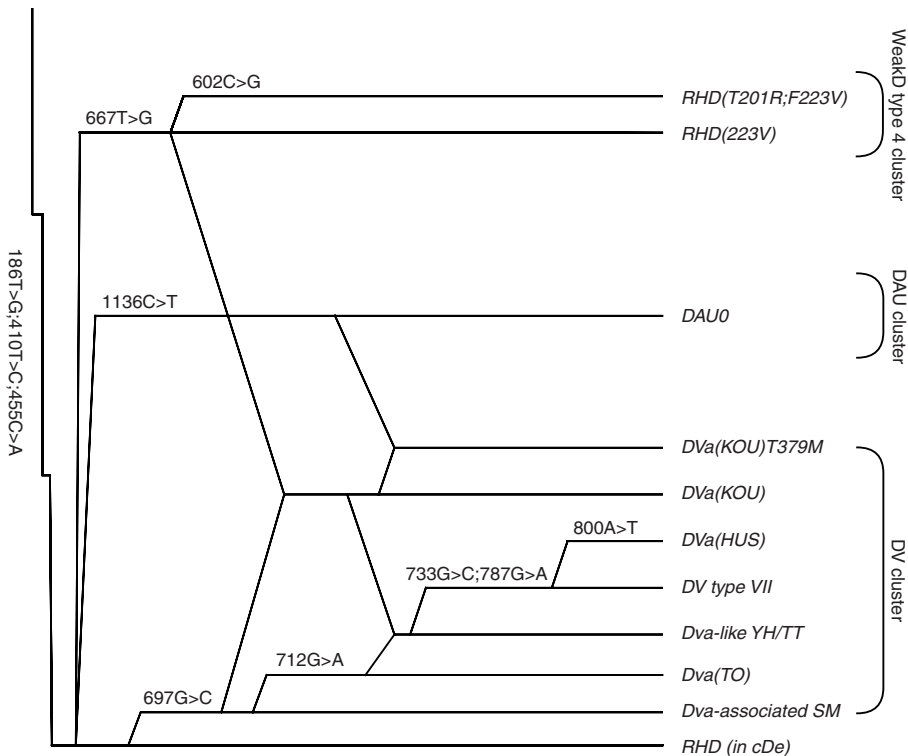 602C>G
RHD(T201R;F223V)
667T>G
RHD(223V)
WeakD type 4 cluster
186T>G;410T>C;455C>A
1136C>T
DAU0
DAU cluster
DVa(KOU)T379M
DVa(KOU)
800A>T
DVa(HUS)
733G>C;787G>A
DV type VII
Dva-like YH/TT
712G>A
Dva(TO)
697G>C
Dva-associated SM
DV cluster
RHD (in cDe)